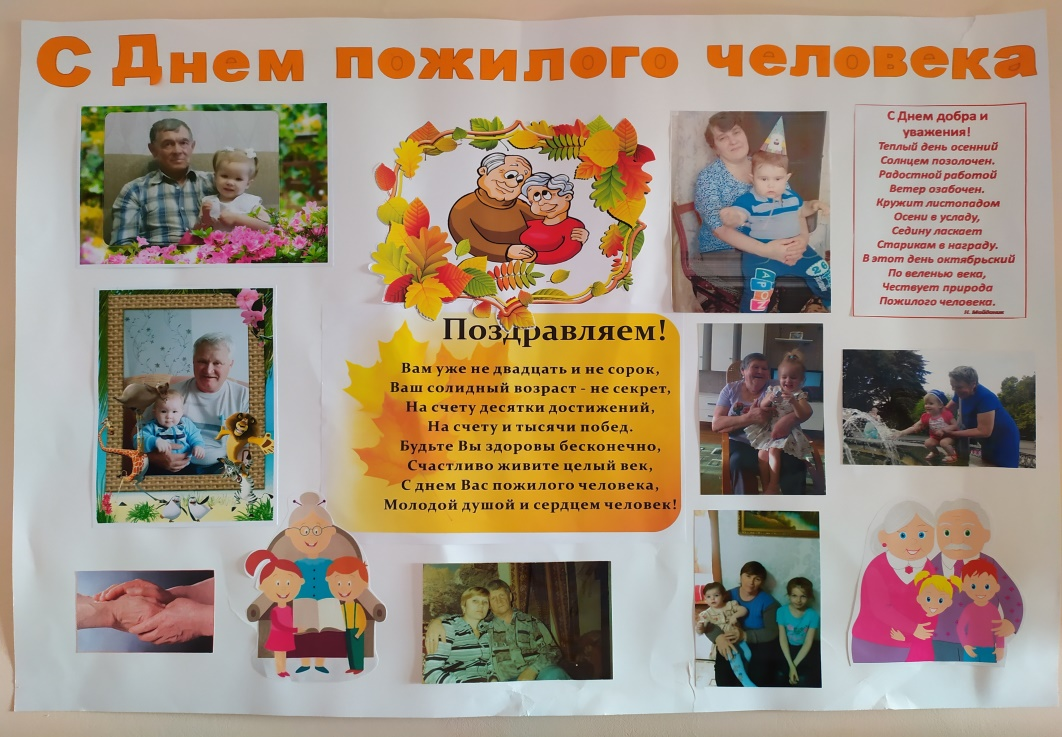 С Днем пожилого человека
С Днем добра и
уважения!
Теплый день осенний
Солнцем позолочен.
Радостной работой
Ветер озабочен.
Кружит листопадом
Осени в усладу,
Седину ласкает
Старикам в награду.
В этот день октябрьский
По веленью века,
Чествует природа
Пожилого человека.
Поздравляем!
Вам уже не двадцать и не сорок,
Ваш солидный возраст - не секрет,
На счету десятки достижений,
На счету и тысячи побед.
Будьте Вы здоровы бесконечно,
Счастливо живите целый век,
С днем Вас пожилого человека,
Молодой душой и сердцем человек!